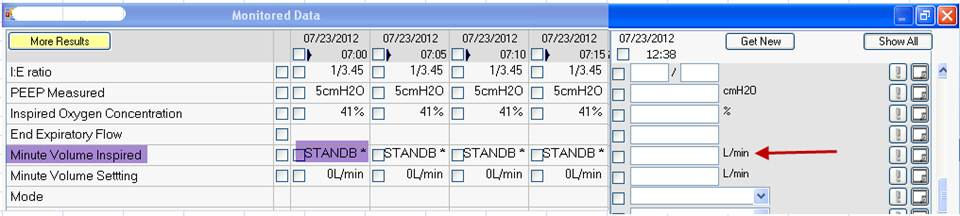 Monitored Data
More Results 07/23/2012 07/23/2012 07/23/2012 07/23/2012 07/23/2012 Get New Show All
07:00 07:05 07:10 07:15 12:38
I:E ratio 1/3.45 1/3.45 1/3.45 1/3.45 /
PEEP Measured 5cmH2O 5cmH2O 5cmH2O 5cmH2O cmH20
Inspired Oxygen Concentration 41% 41% 41% 41% %
End Expiratory Flow
Minute Volume Inspired STANDB * STANDB * STANDB * STANDB * L/min
Minute Volume Settting 0L/min 0L/min 0L/min 0L/min L/min
Mode